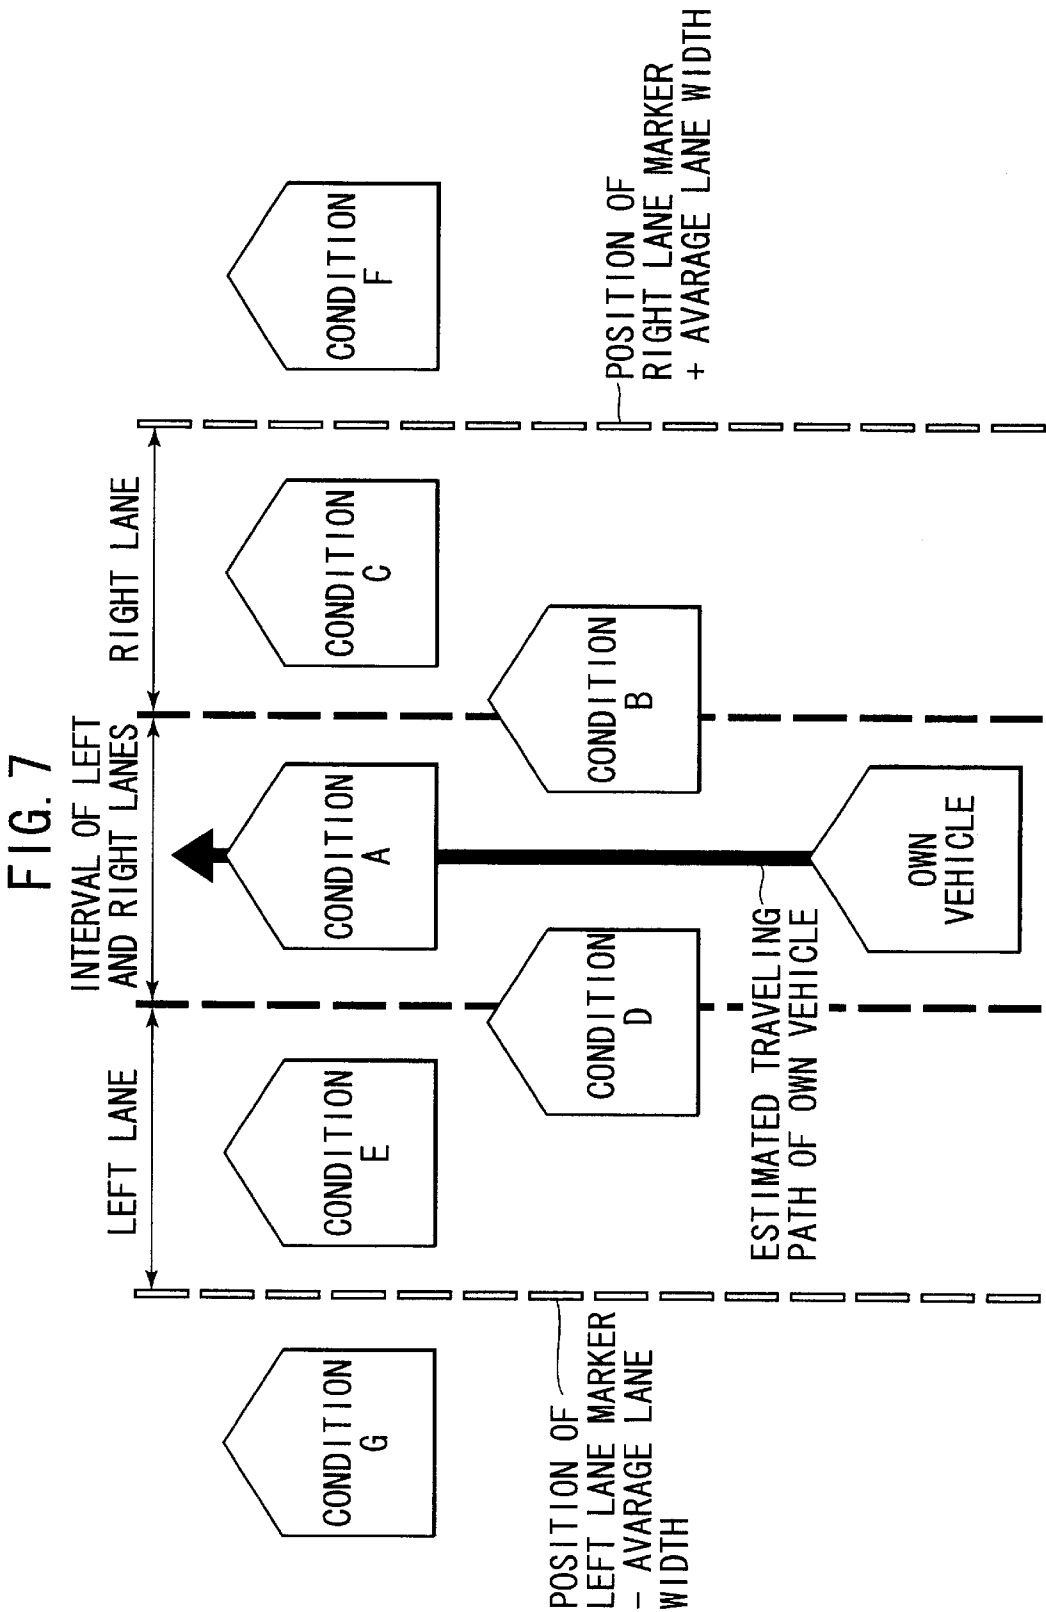 FIG. 7
LEFT LANE
INTERVAL OF LEFT
AND RIGHT LANES
RIGHT LANE
CONDITION
G
CONDITION
E
CONDITION
A
CONDITION
C
CONDITION
F
CONDITION
D
CONDITION
B
POSITION OF
LEFT LANE MARKER
- AVARAGE LANE
WIDTH
POSITION OF
RIGHT LANE MARKER
+ AVARAGE LANE WIDTH
ESTIMATED TRAVELING
PATH OF OWN VEHICLE
OWN
VEHICLE